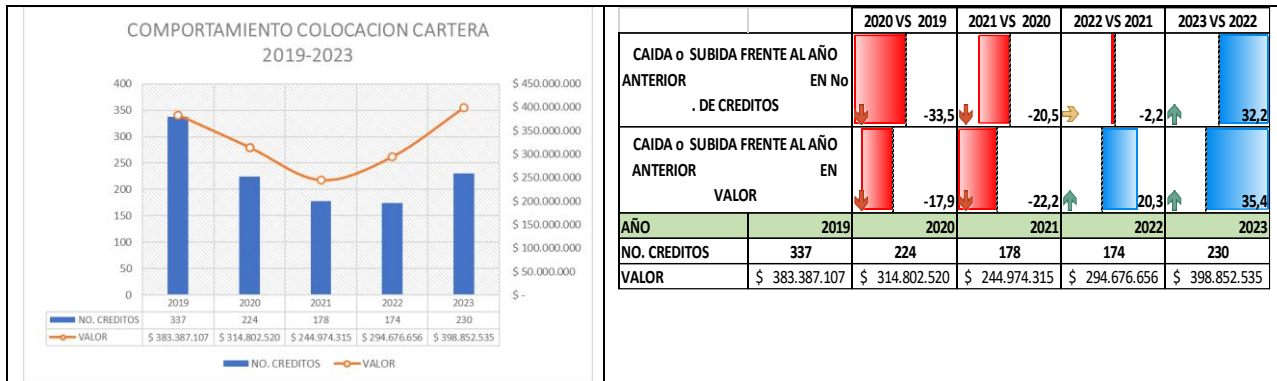 COMPORTAMIENTO COLOCACION CARTERA
2019-2023
400
350
300
250
200
150
100
50
0
$ 450.000.000
$ 400.000.000
$ 350.000.000
$ 300.000.000
$ 250.000.000
$ 200.000.000
$ 150.000.000
$ 100.000.000
$ 50.000.000
$ -
2019 2020 2021 2022 2023
NO. CREDITOS 337 224 178 174 230
VALOR $ 383.387.107 $ 314.802.520 $ 244.974.315 $ 294.676.656 $ 398.852.535
NO. CREDITOS VALOR
2020 VS 2019 2021 VS 2020 2022 VS 2021 2023 VS 2022
CAIDA o SUBIDA FRENTE AL AÑO
ANTERIOR EN No
. DE CREDITOS
-33,5 -20,5 -2,2 32,2
CAIDA o SUBIDA FRENTE AL AÑO
ANTERIOR EN
VALOR
-17,9 -22,2 20,3 35,4
AÑO 2019 2020 2021 2022 2023
NO. CREDITOS 337 224 178 174 230
VALOR $ 383.387.107 $ 314.802.520 $ 244.974.315 $ 294.676.656 $ 398.852.535